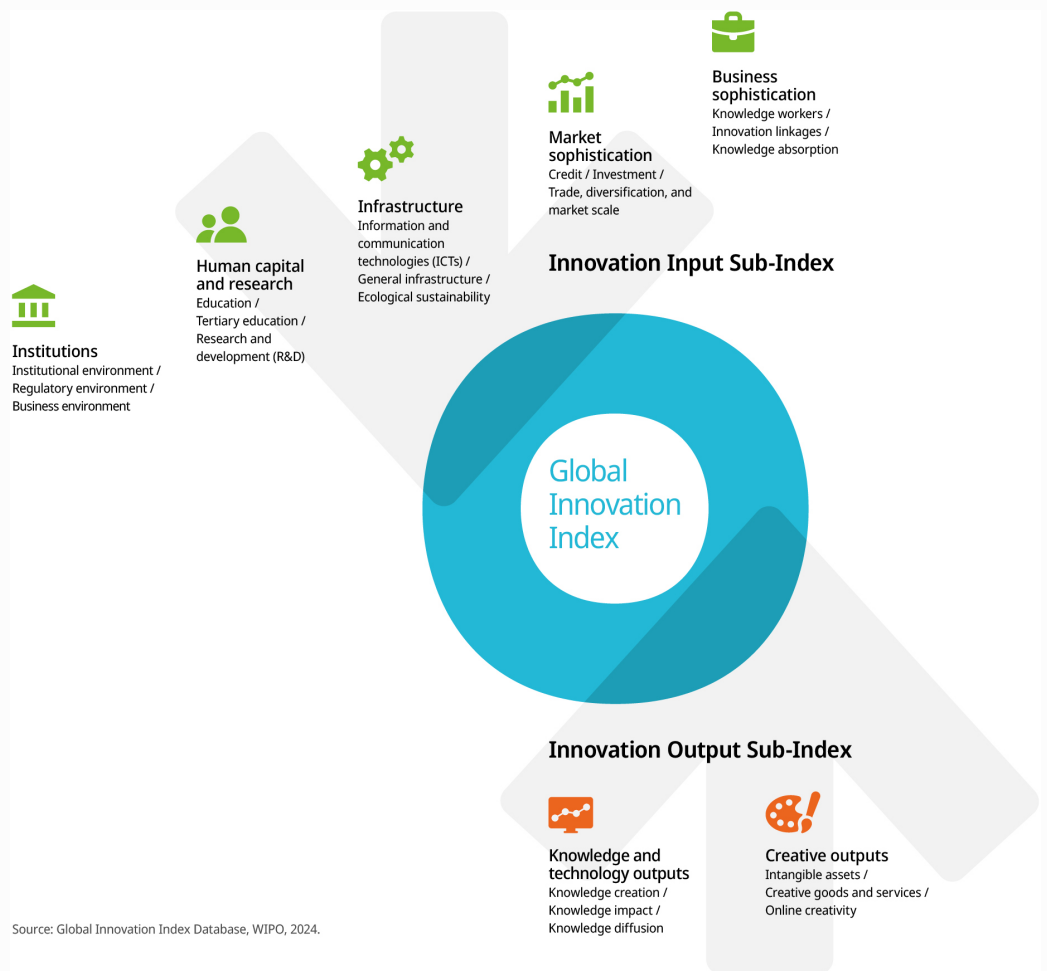 Business
sophistication
Knowledge workers /
Innovation linkages /
Knowledge absorption
Market
sophistication
Credit / Investment /
Trade, diversification, and
market scale
Infrastructure
Information and
communication
technologies (ICTs) /
General infrastructure /
Ecological sustainability
Human capital
and research
Education /
Tertiary education /
Research and
development (R&D)
Institutions
Institutional environment /
Regulatory environment /
Business environment
Innovation Input Sub-Index
Global
Innovation
Index
Innovation Output Sub-Index
Knowledge and
technology outputs
Knowledge creation /
Knowledge impact /
Knowledge diffusion
Creative outputs
Intangible assets /
Creative goods and services /
Online creativity
Source: Global Innovation Index Database, WIPO, 2024.